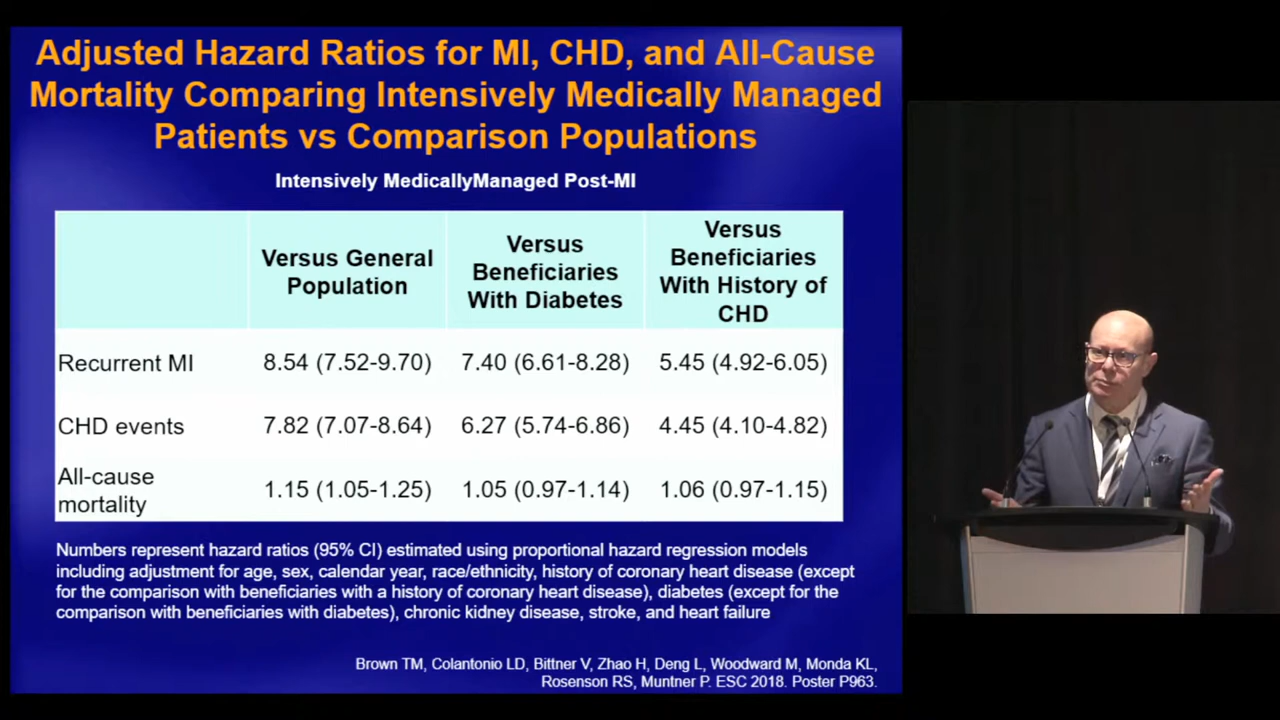 Adjusted Hazard Ratios for MI, CHD, and All-Cause
Mortality Comparing Intensively Medically Managed
Patients vs Comparison Populations
Intensively MedicallyManaged Post-MI
Versus General
Population
Versus
Beneficiaries
With Diabetes
Versus
Beneficiaries
With History of
CHD
Recurrent MI 8.54 (7.52-9.70) 7.40 (6.61-8.28) 5.45 (4.92-6.05)
CHD events 7.82 (7.07-8.64) 6.27 (5.74-6.86) 4.45 (4.10-4.82)
All-cause
mortality 1.15 (1.05-1.25) 1.05 (0.97-1.14) 1.06 (0.97-1.15)
Numbers represent hazard ratios (95% CI) estimated using proportional hazard regression models
including adjustment for age, sex, calendar year, race/ethnicity, history of coronary heart disease (except
for the comparison with beneficiaries with a history of coronary heart disease), diabetes (except for the
comparison with beneficiaries with diabetes), chronic kidney disease, stroke, and heart failure
Brown TM, Colantonio LD, Bittner V, Zhao H, Deng L, Woodward M, Monda KL,
Rosenson RS, Muntner P. ESC 2018. Poster P963.